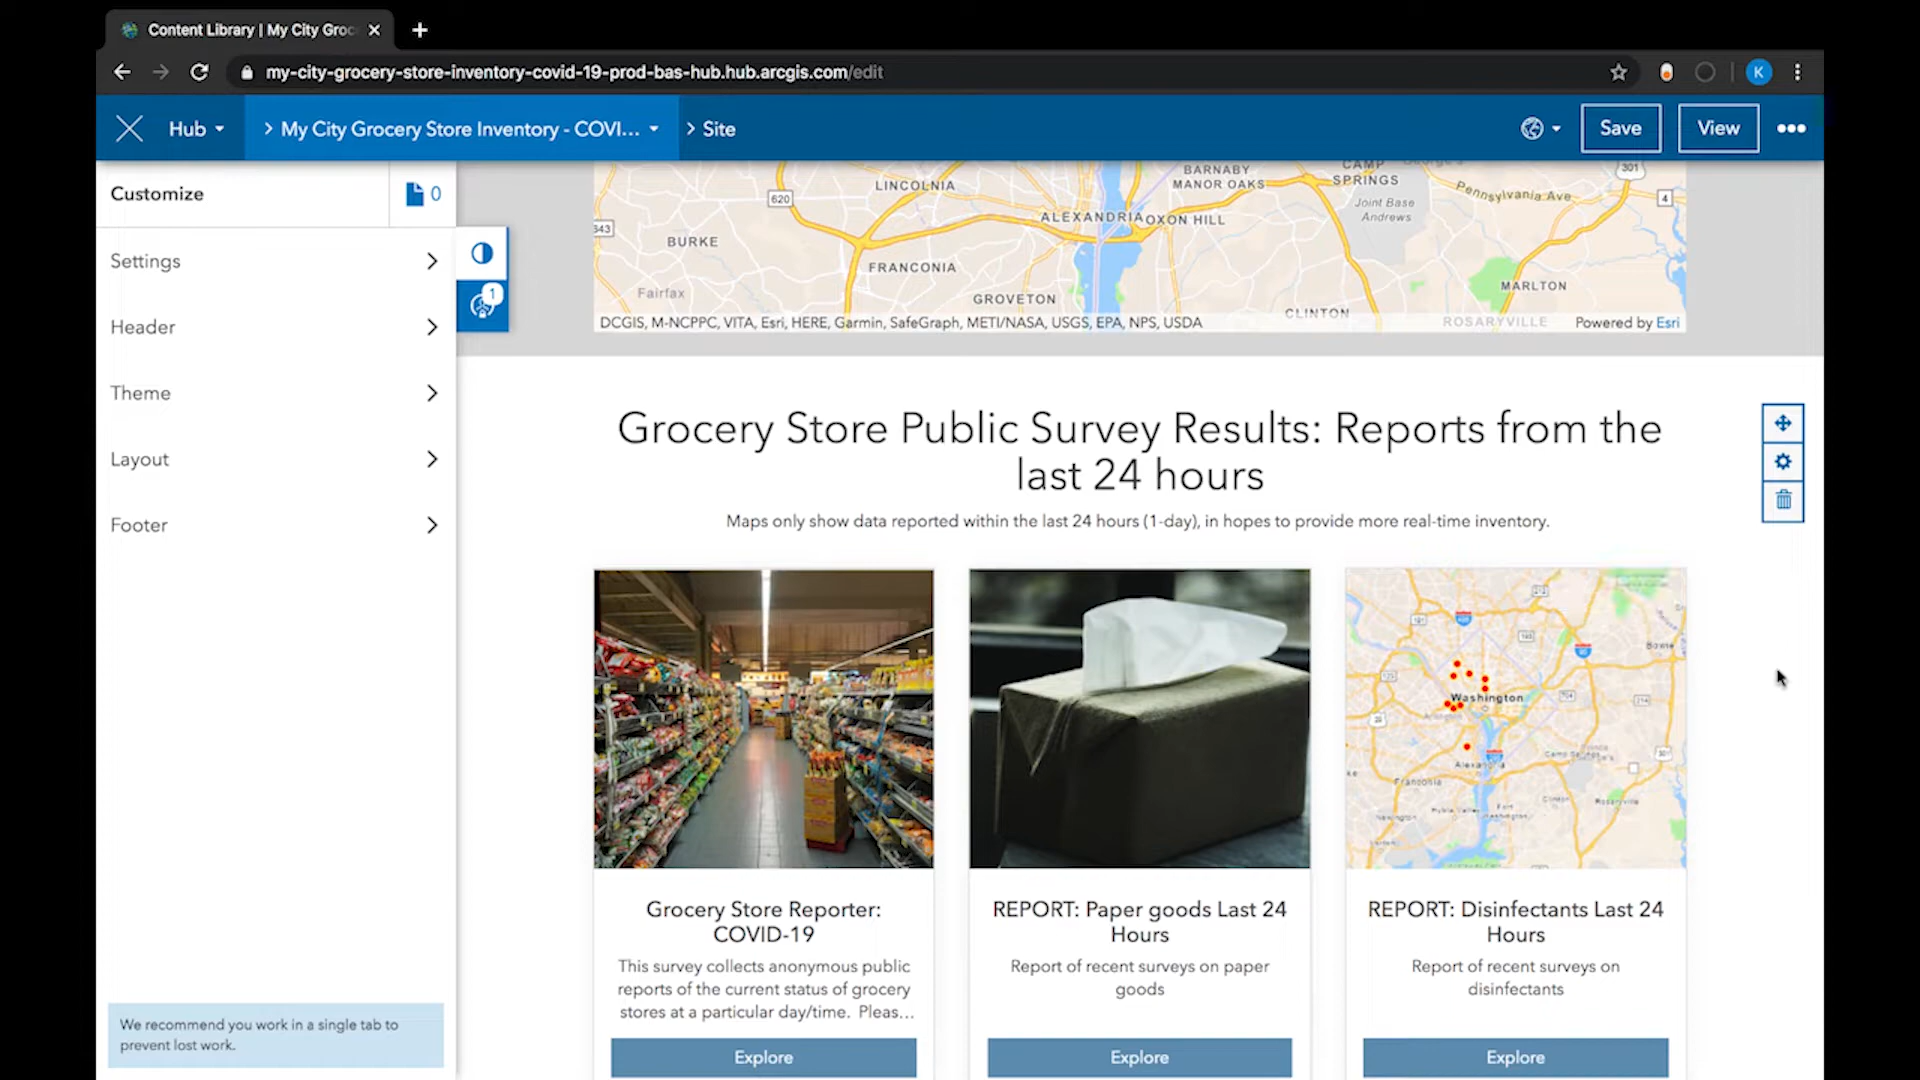 Content Library | My City Groc
my-city-grocery-store-inventory-covid-19-prod-bas-hub.hub.arcgis.com/edit
K
Hub
My City Grocery Store Inventory - COVI...
Site
Save
View
Customize
0
Settings
Header
Theme
Layout
Footer
We recommend you work in a single tab to
prevent lost work.
1
LINCOLNIA
BARNABY
MANOR OAKS
CAMP
SPRINGS
301
620
Pennsylvania Ave
4
Joint Base
Andrews
ALEXANDRIA
OXON HILL
BURKE
FRANCONIA
MARLTON
Fairfax
GROVETON
CLINTON
ROSARYVILLE
DCGIS, M-NCPPC, VITA, Esri, HERE, Garmin, SafeGraph, METI/NASA, USGS, EPA, NPS, USDA
Powered by Esri
Grocery Store Public Survey Results: Reports from the
last 24 hours
Maps only show data reported within the last 24 hours (1-day), in hopes to provide more real-time inventory.
Washington
Alexandria
Franconia
Grocery Store Reporter:
COVID-19
This survey collects anonymous public
reports of the current status of grocery
stores at a particular day/time. Pleas...
Explore
REPORT: Paper goods Last 24
Hours
Report of recent surveys on paper
goods
Explore
REPORT: Disinfectants Last 24
Hours
Report of recent surveys on
disinfectants
Explore